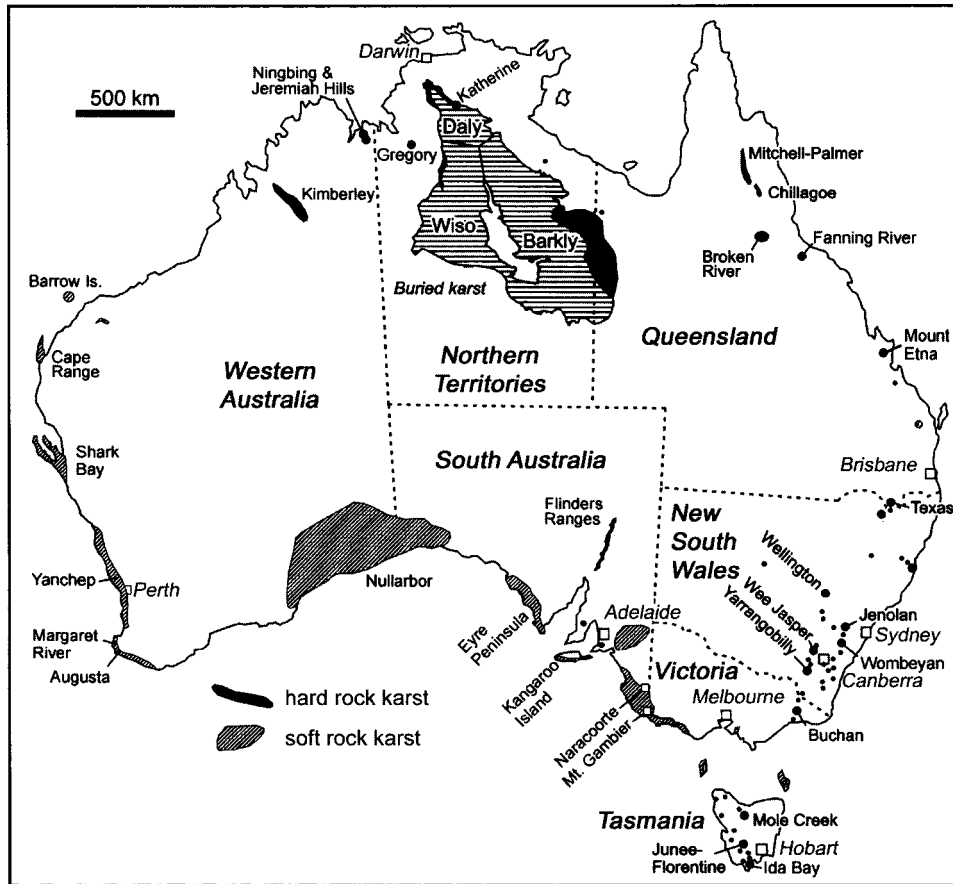 Darwin
Ningbing &
Jeremiah Hills
Katherine
500 km
Daly
Gregory
Mitchell-Palmer
Chillagoe
Kimberley
Wiso
Barkly
Broken
River
Fanning River
Barrow Is.
Buried karst
Queensland
Cape
Range
Western
Australia
Northern
Territories
Mount
Etna
Shark
Bay
South Australia
Brisbane
Flinders
Ranges
New
South
Wales
Texas
Yanchep
Perth
Nullarbor
Wellington
Wee Jasper
Yarrangobilly
Jenolan
Sydney
Margaret
River
Augusta
Eyre
Peninsula
Adelaide
Wombeyan
Canberra
Kangaroo
Island
Victoria
Melbourne
Buchan
hard rock karst
soft rock karst
Naracoorte
Mt. Gambier
Tasmania
Mole Creek
Junee-
Florentine
Hobart
Ida Bay